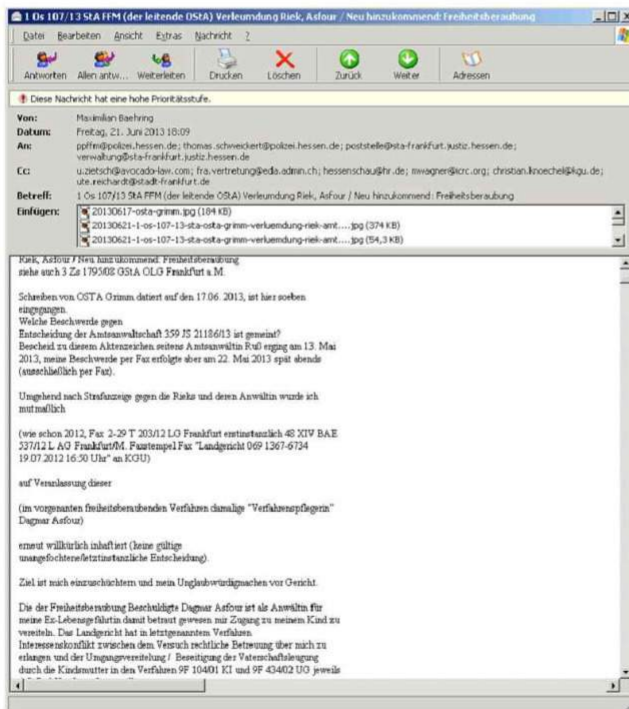 1 Os 107/13 StA FFM (der leitende OStA) Verleumdung Riek, Asfour / Neu hinzukommend: Freiheitsberaubung
Datei Bearbeiten Ansicht Extras Nachricht ?
Antworten Allen antw... Weiterleiten Drucken Löschen Zurück Weiter Adressen
Diese Nachricht hat eine hohe Prioritätsstufe.
Von: Maximilian Baehring
Datum: Freitag, 21. Juni 2013 18:09
An: ppffm@polizei.hessen.de; thomas.schweickert@polizei.hessen.de; poststelle@sta-frankfurt.justiz.hessen.de;
verwaltung@sta-frankfurt.justiz.hessen.de
Cc: u.zietsch@avocado-law.com; fra.vertretung@eda.admin.ch; hessenschau@hr.de; mwagner@icrc.org; christian.knoechel@kgu.de;
ute.reichardt@stadt-frankfurt.de
Betreff: 1 Os 107/13 StA FFM (der leitende OStA) Verleumdung Riek, Asfour / Neu hinzukommend: Freiheitsberaubung
Einfügen: 20130617-osta-grimm.jpg (184 KB)
20130621-1-os-107-13-sta-osta-grimm-verluemdung-riek-amt....jpg (374 KB)
20130621-1-os-107-13-sta-osta-grimm-verluemdung-riek-amt....jpg (54,3 KB)
Riek, Asfour / Neu hinzukommend: Freiheitsberaubung
siehe auch 3 Zs 1795/08 GStA OLG Frankfurt a.M.
Schreiben von OSTA Grimm datiert auf den 17.06. 2013, ist hier soeben
eingegangen.
Welche Beschwerde gegen
Entscheidung der Amtsanwaltschaft 359 JS 21186/13 ist gemeint?
Bescheid zu diesem Aktenzeichen seitens Amtsanwältin Ruß erging am 13. Mai
2013, meine Beschwerde per Fax erfolgte aber am 22. Mai 2013 spät abends
(ausschließlich per Fax).
Umgehend nach Strafanzeige gegen die Rieks und deren Anwältin wurde ich
mutmaßlich
(wie schon 2012, Fax 2-29 T 203/12 LG Frankfurt erstinstanzlich 48 XIV BAE
537/12 L AG Frankfurt/M. Faxstempel Fax "Landgericht 069 1367-6734
19.07.2012 16:50 Uhr" an KGU)
auf Veranlassung dieser
(im vorgenanten freiheitsberaubenden Verfahren damalige "Verfahrenspflegerin"
Dagmar Asfour)
erneut willkürlich inhaftiert (keine gültige
unangefochtene/letztinstanzliche Entscheidung).
Ziel ist mich einzuschüchtern und mein Unglaubwürdigmachen vor Gericht.
Die der Freiheitsberaubung Beschuldigte Dagmar Asfour ist als Anwältin für
meine Ex-Lebensgefährtin damit betraut gewesen mir Zugang zu meinem Kind zu
vereiteln. Das Landgericht hat in letztgenanntem Verfahren
Interessenskonflikt zwischen dem Versuch rechtliche Betreuung über mich zu
erlangen und der Umgangsvereitelung / Beseitigung der Vaterschaftsleugung
durch die Kindsmutter in den Verfahren 9F 104/01 KI und 9F 434/02 UG jeweils